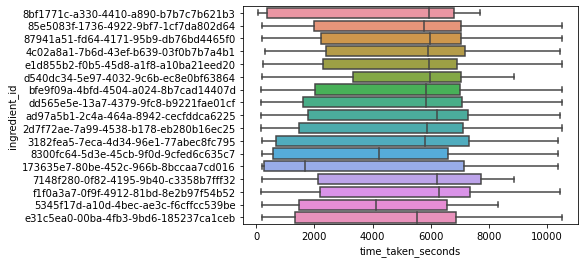 8bf1771c-a330-4410-a890-b7b7c7b621b3
85e5083f-1736-4922-9bf7-1cf7da802d64
87941a51-fd64-4171-95b9-db76bd4465f0
4c02a8a1-7b6d-43ef-b639-03f0b7b7a4b1
e1d855b2-f0b5-45d8-a1f8-a10ba21eed20
d540dc34-5e97-4032-9c6b-ec8e0bf63864
bfe9f09a-4bfd-4504-a024-8b7cad14407d
dd565e5e-13a7-4379-9fc8-b9221fae01cf
ad97a5b1-2c4a-464a-8942-cecfddca6225
2d7f72ae-7a99-4538-b178-eb280b16ec25
3182fea5-7eca-4d34-96e1-77abec8fc795
8300fc64-5d3e-45cb-9f0d-9cfed6c635c7
173635e7-80be-452c-966b-8bccaa7cd016
7148f280-0f82-4195-9b40-c3358b7fff32
f1f0a3a7-0f9f-4912-81bd-8e2b97f54b52
5345f17d-a10d-4bec-ae3c-f6cffcc539be
e31c5ea0-00ba-4fb3-9bd6-185237ca1ceb
ingredient_id
0 2000 4000 6000 8000 10000
time_taken_seconds